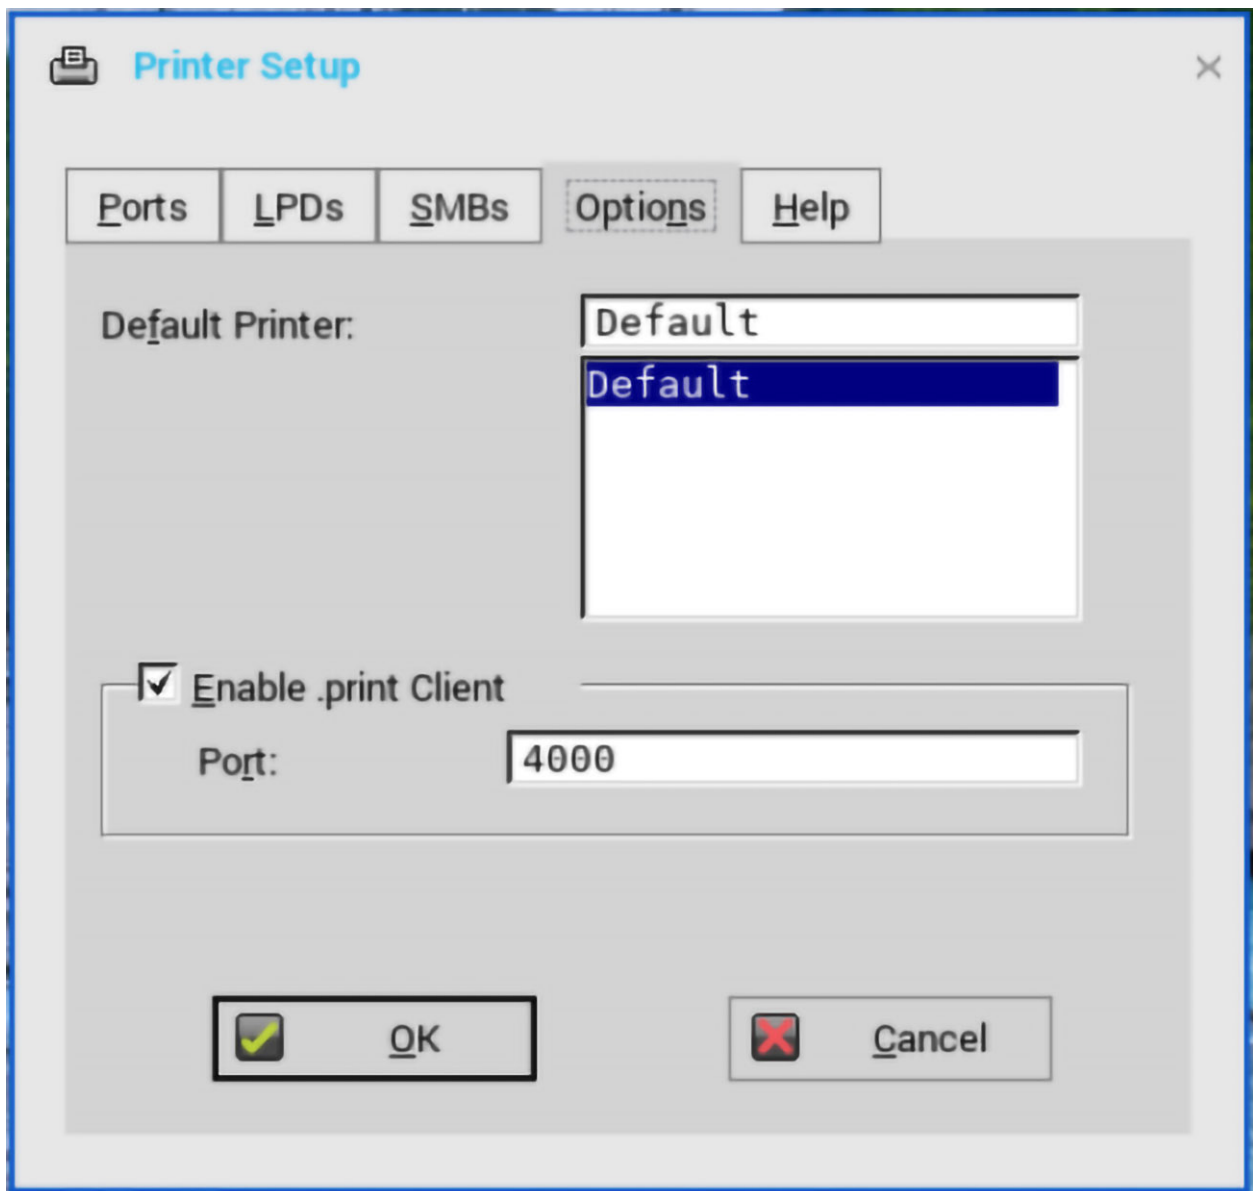 Printer Setup
Ports LPDs SMBs Options Help
Default Printer: Default
Default
Enable .print Client
Port: 4000
OK Cancel